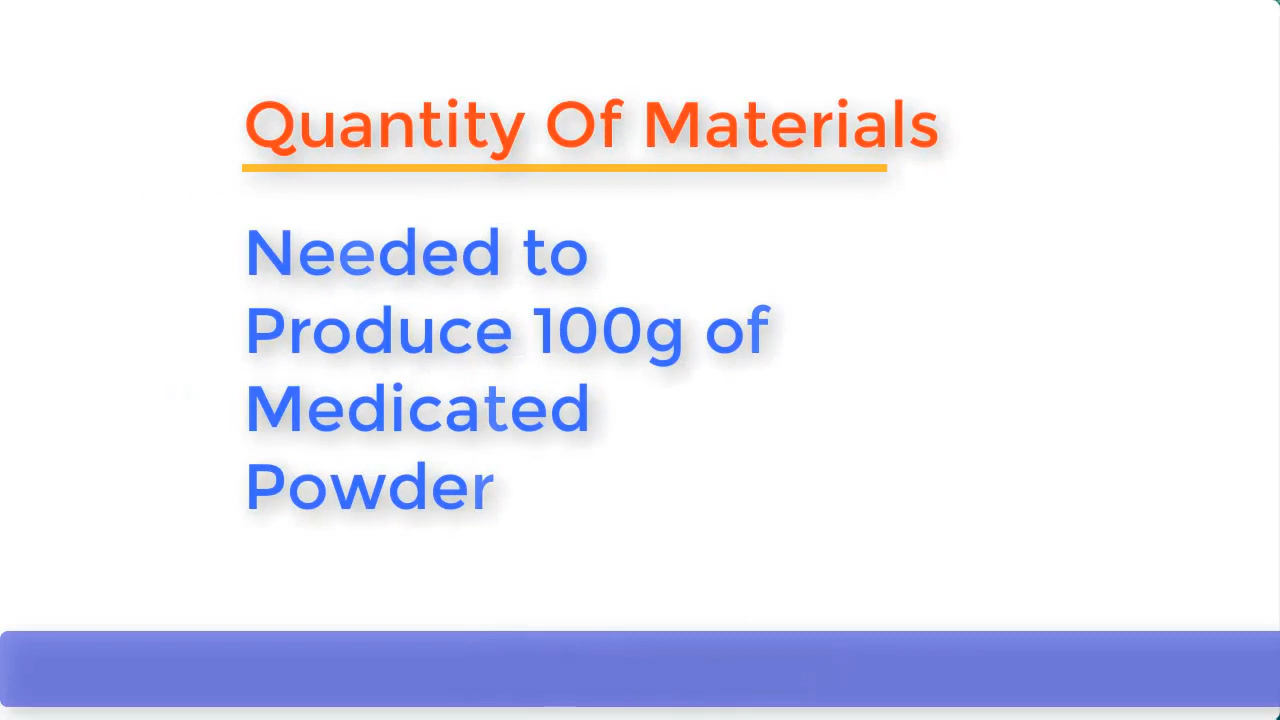 Quantity Of Materials
Needed to
Produce 100g of
Medicated
Powder